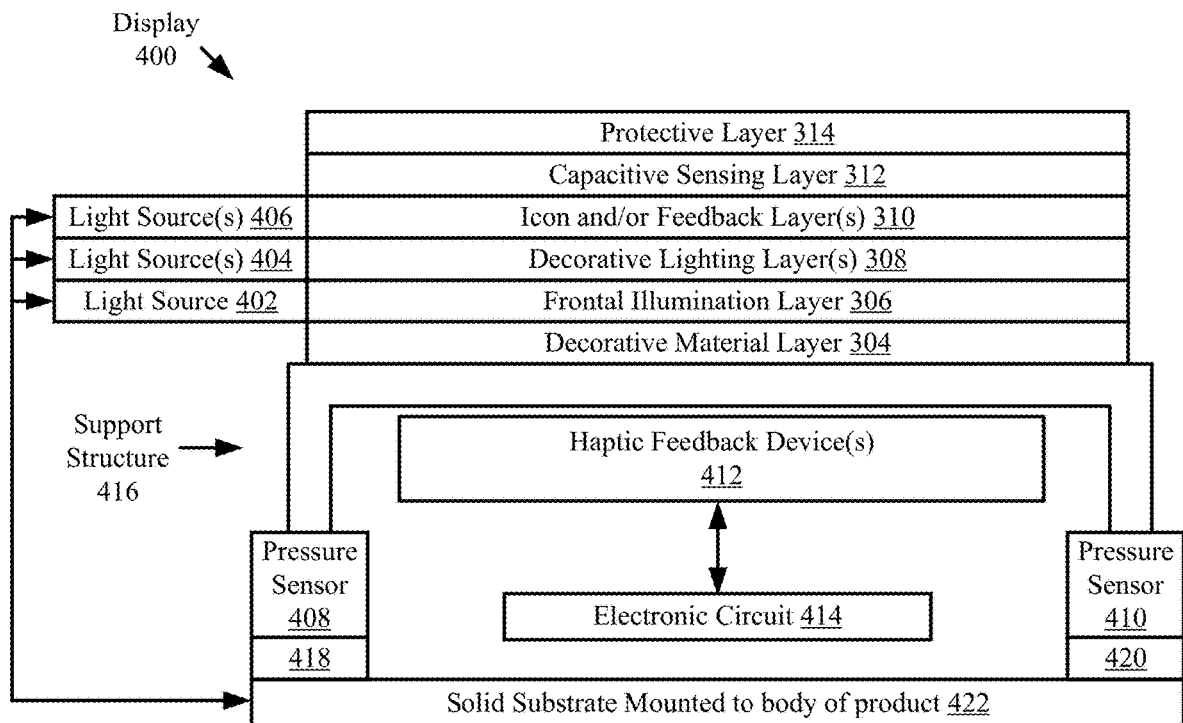 Display
400
Protective Layer 314
Capacitive Sensing Layer 312
Light Source(s) 406
Icon and/or Feedback Layer(s) 310
Light Source(s) 404
Decorative Lighting Layer(s) 308
Light Source 402
Frontal Illumination Layer 306
Decorative Material Layer 304
Support
Structure
416
Haptic Feedback Device(s)
412
Pressure
Sensor
408
Electronic Circuit 414
Pressure
Sensor
410
418
420
Solid Substrate Mounted to body of product 422